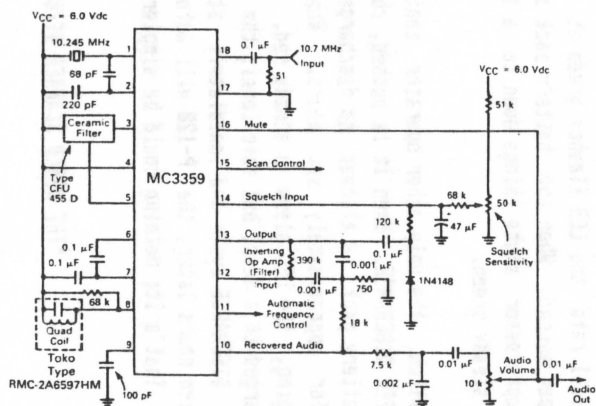 VCC = 6.0 Vdc
10.245 MHz
68 pF
220 pF
Ceramic
Filter
Type
CFU
455 D
0.1 µF
0.1 µF
68 k
Quad
Coil
Toko
Type
RMC-2A6597HM
100 pF
1
2
3
4
5
6
7
8
9
MC3359
18
17
16
15
14
13
12
11
10
0.1 µF
10.7 MHz
Input
51
Mute
Scan Control
Squelch Input
Output
Inverting
Op Amp
(Filter)
Input
Automatic
Frequency
Control
Recovered Audio
390 k
0.001 µF
0.001 µF
750
18 k
120 k
0.1 µF
1N4148
68 k
47 µF
+
VCC = 6.0 Vdc
51 k
50 k
Squelch
Sensitivity
7.5 k
0.002 µF
0.01 µF
10 k
Audio
Volume
0.01 µF
Audio
Out